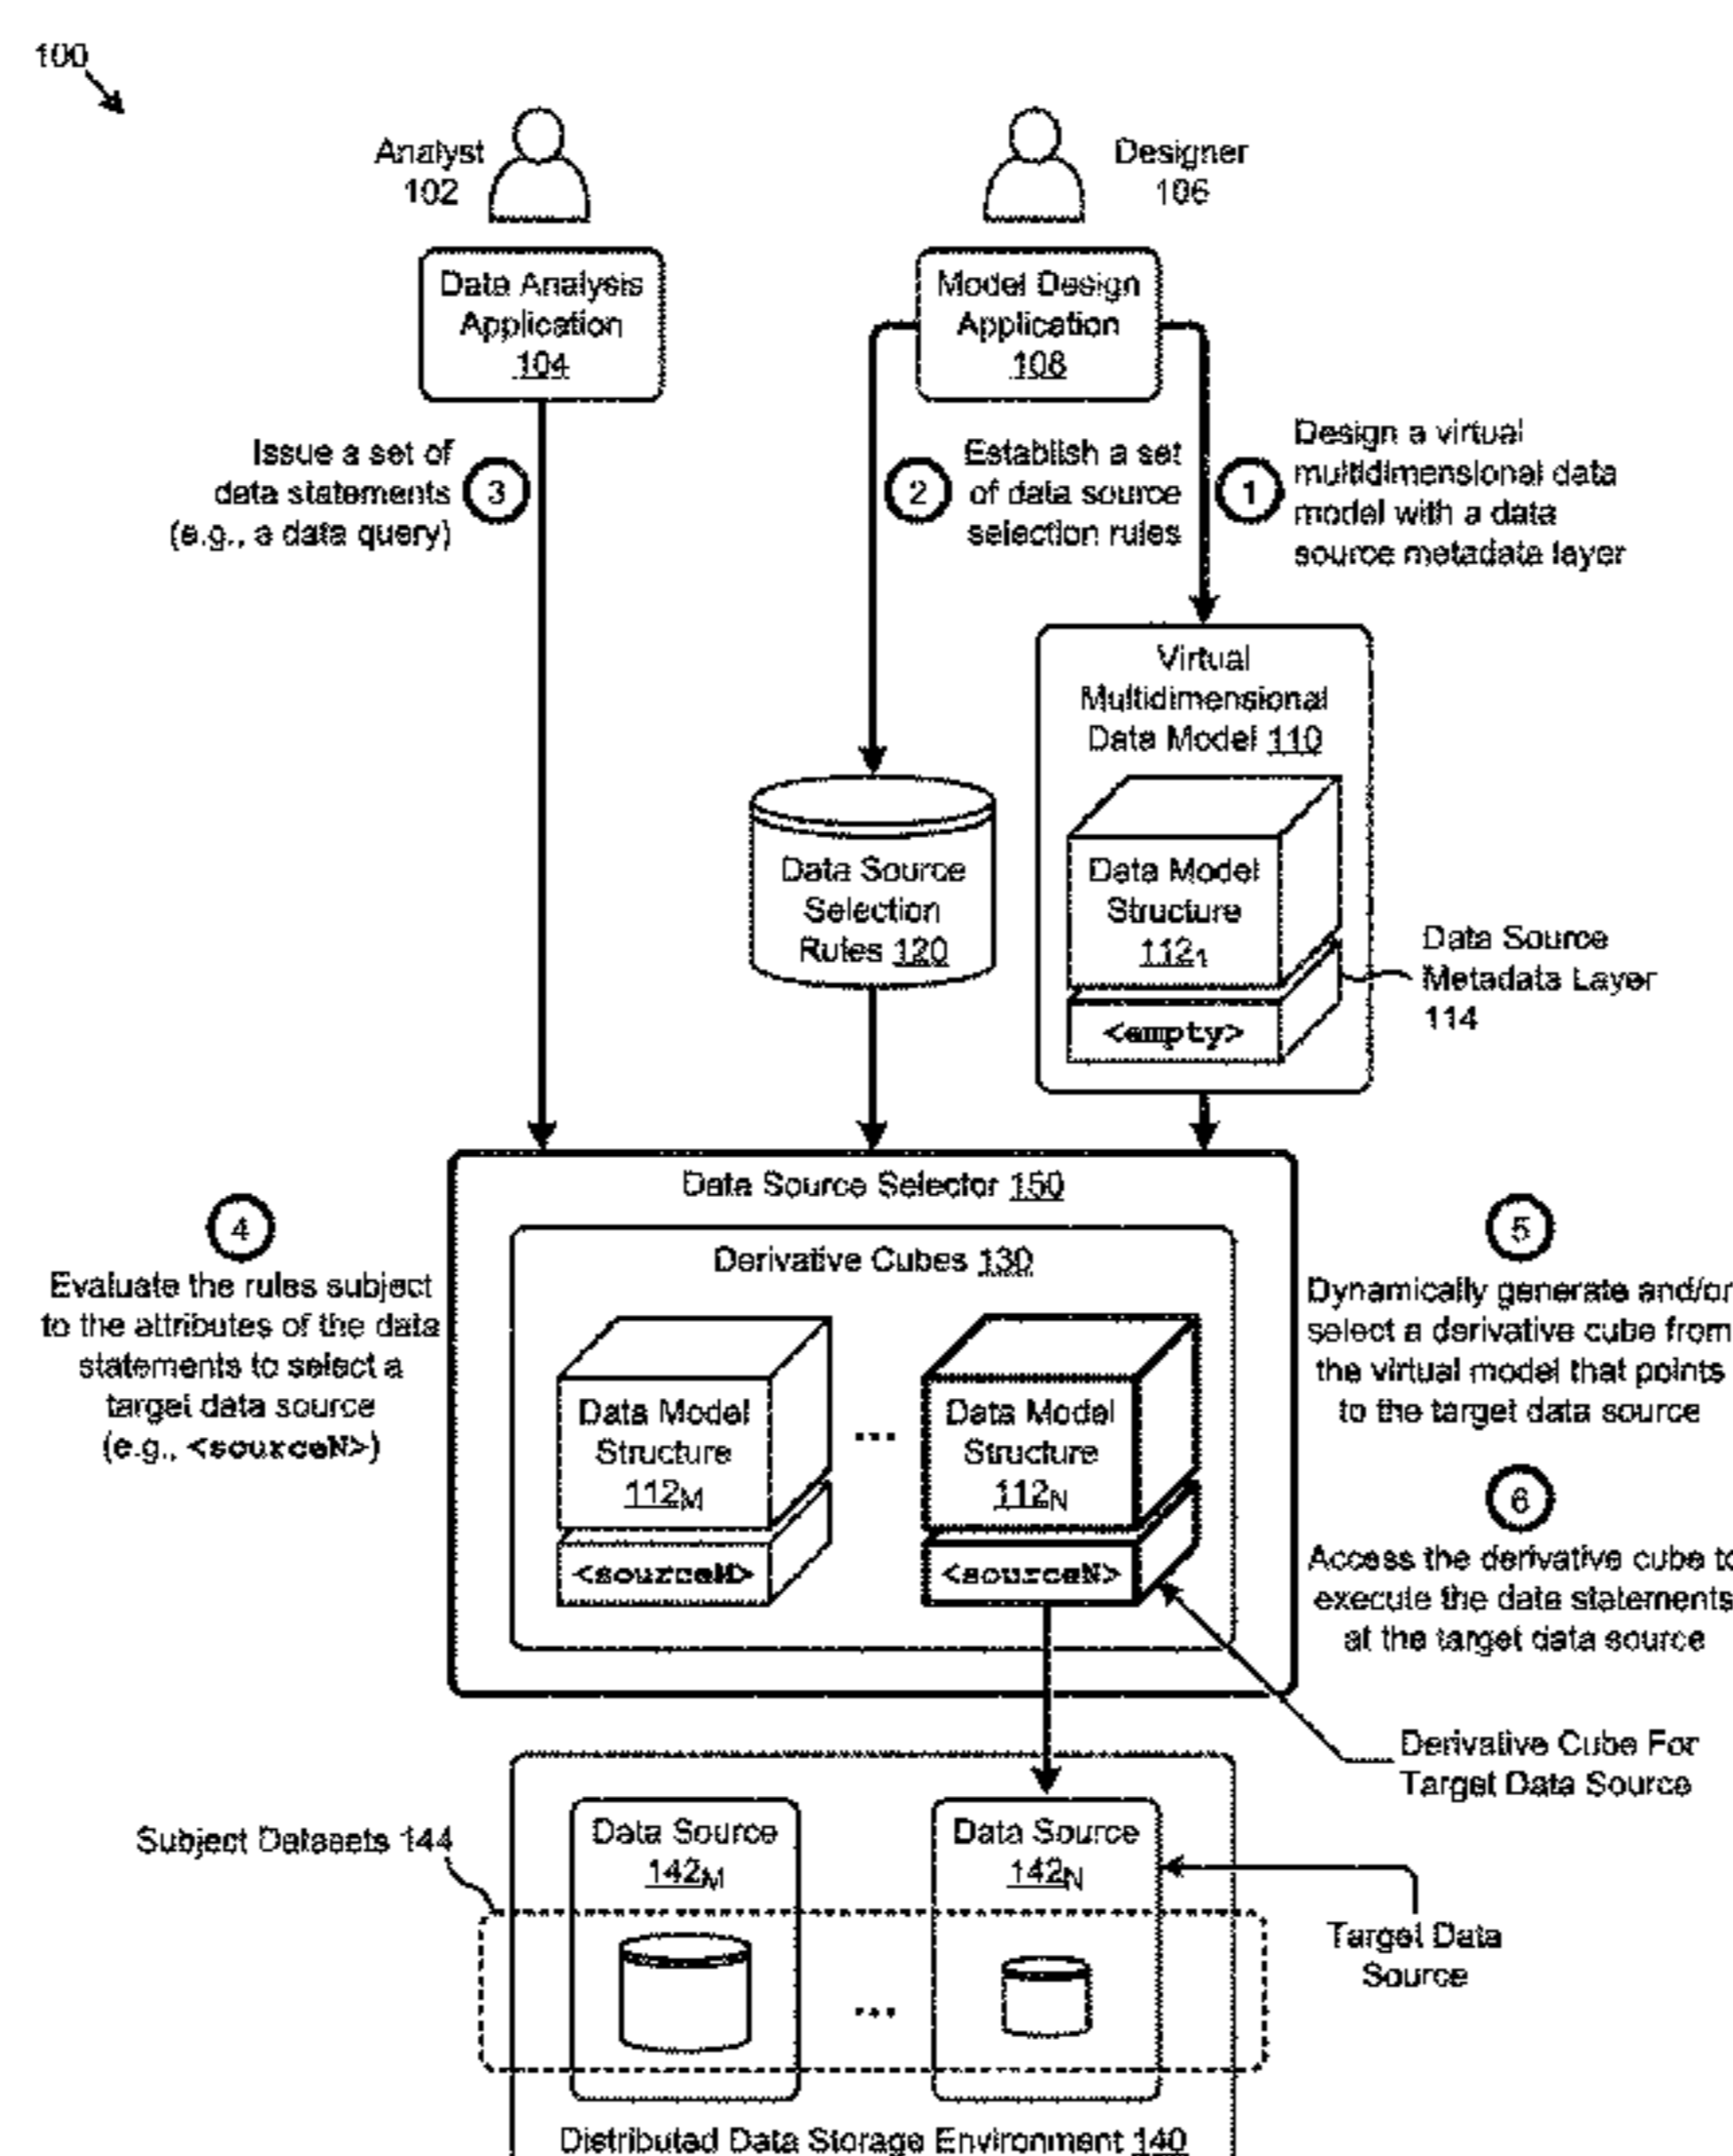 100
Analyst
102
Designer
106
Data Analysis
Application
104
Model Design
Application
108
Issue a set of
data statements
(e.g., a data query)
3
2
Establish a set
of data source
selection rules
1
Design a virtual
multidimensional data
model with a data
source metadata layer
Virtual
Multidimensional
Data Model 110
Data Source
Selection
Rules 120
Data Model
Structure
112₁
<empty>
Data Source
Metadata Layer
114
Data Source Selector 150
4
Evaluate the rules subject
to the attributes of the data
statements to select a
target data source
(e.g., <sourceN>)
Derivative Cubes 130
Data Model
Structure
112M
<sourceM>
...
Data Model
Structure
112N
<sourceN>
5
Dynamically generate and/or
select a derivative cube from
the virtual model that points
to the target data source
6
Access the derivative cube to
execute the data statements
at the target data source
Derivative Cube For
Target Data Source
Subject Datasets 144
Data Source
142M
...
Data Source
142N
Target Data
Source
Distributed Data Storage Environment 140